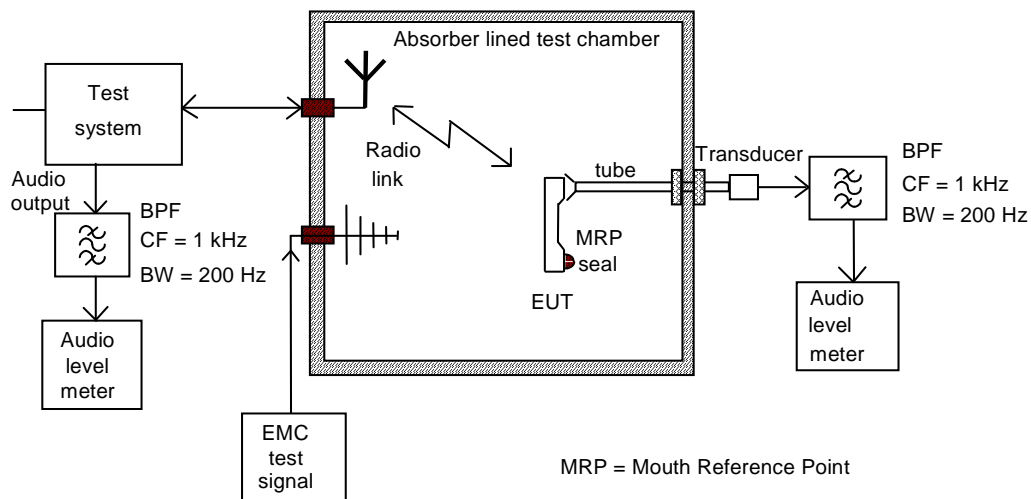 Absorber lined test chamber
Test
system
Radio
link
Audio
output
BPF
CF = 1 kHz
BW = 200 Hz
Audio
level
meter
EMC
test
signal
tube
Transducer
MRP
seal
EUT
BPF
CF = 1 kHz
BW = 200 Hz
Audio
level
meter
MRP = Mouth Reference Point